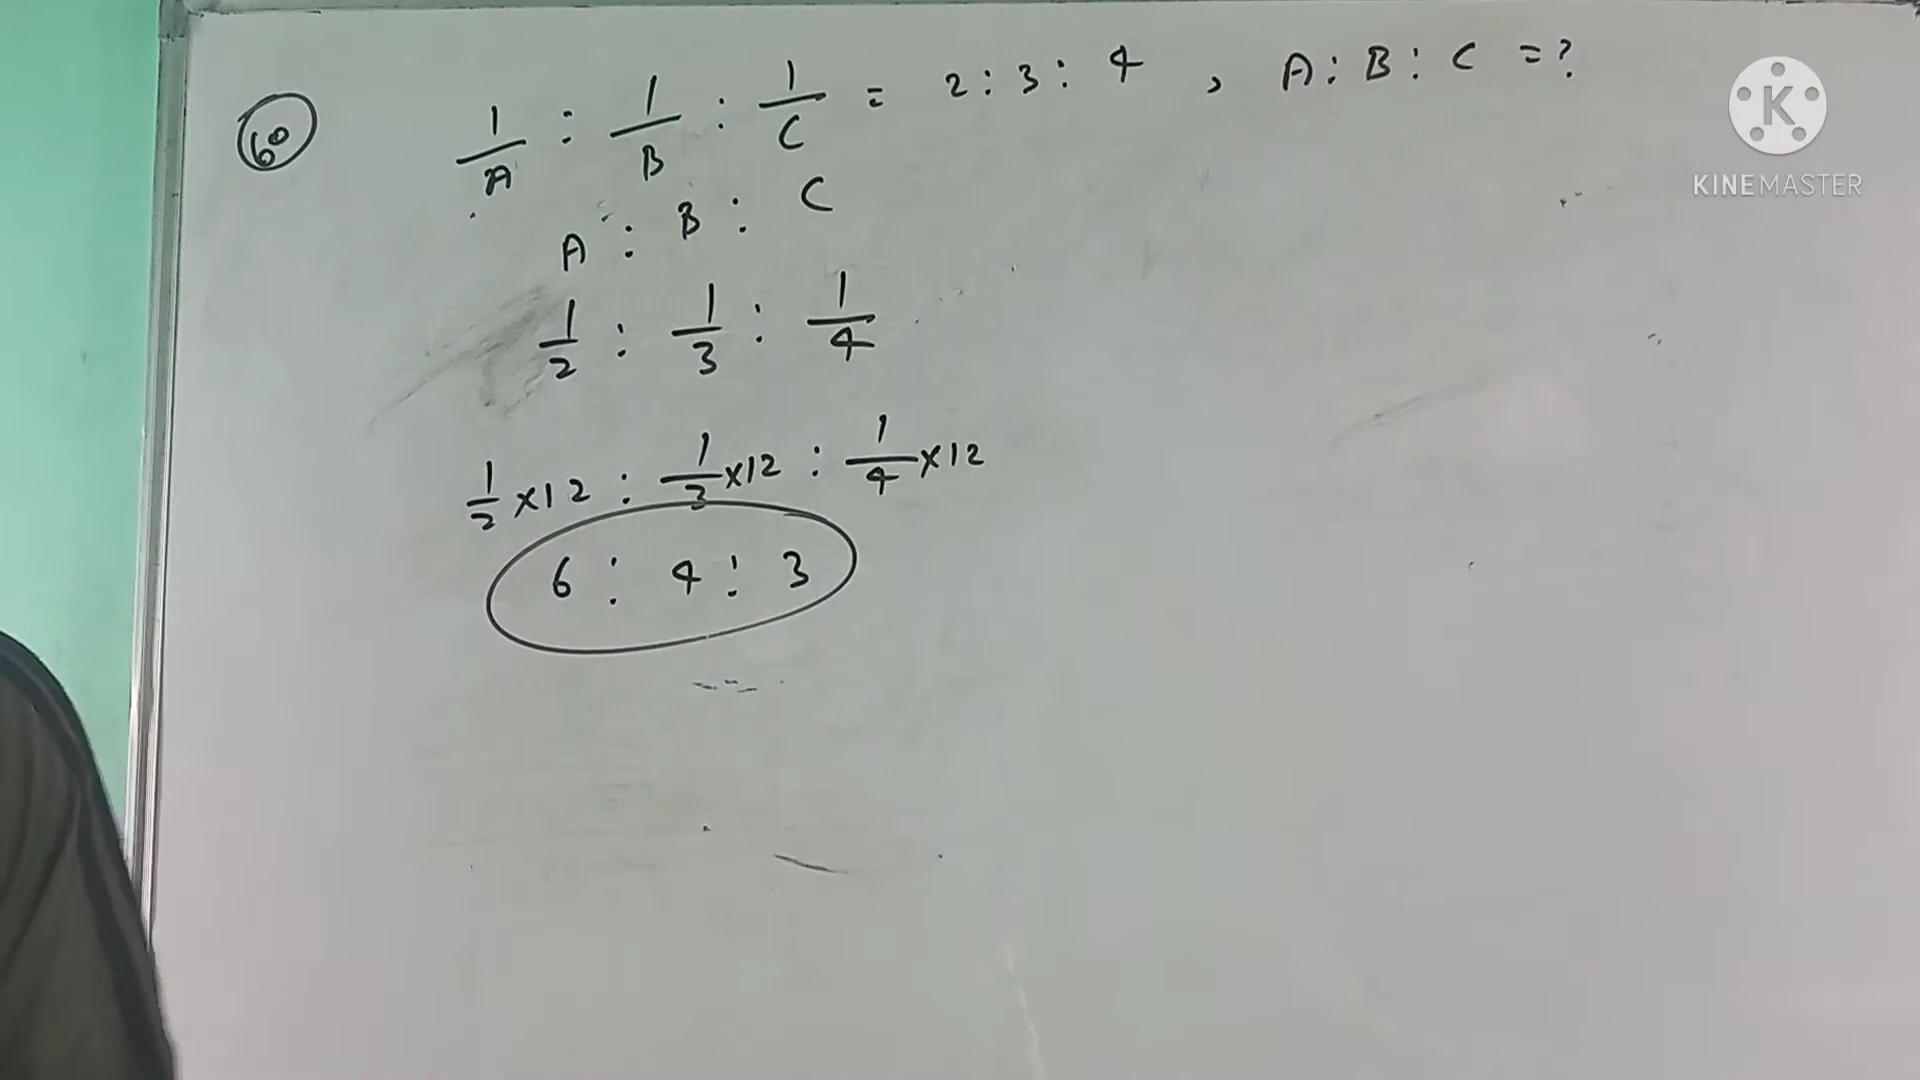 60 1/A : 1/B : 1/C = 2 : 3 : 4 , A : B : C = ?
A : B : C
1/2 : 1/3 : 1/4
1/2 ×12 : 1/3 ×12 : 1/4 ×12
6 : 4 : 3
K
KINEMASTER